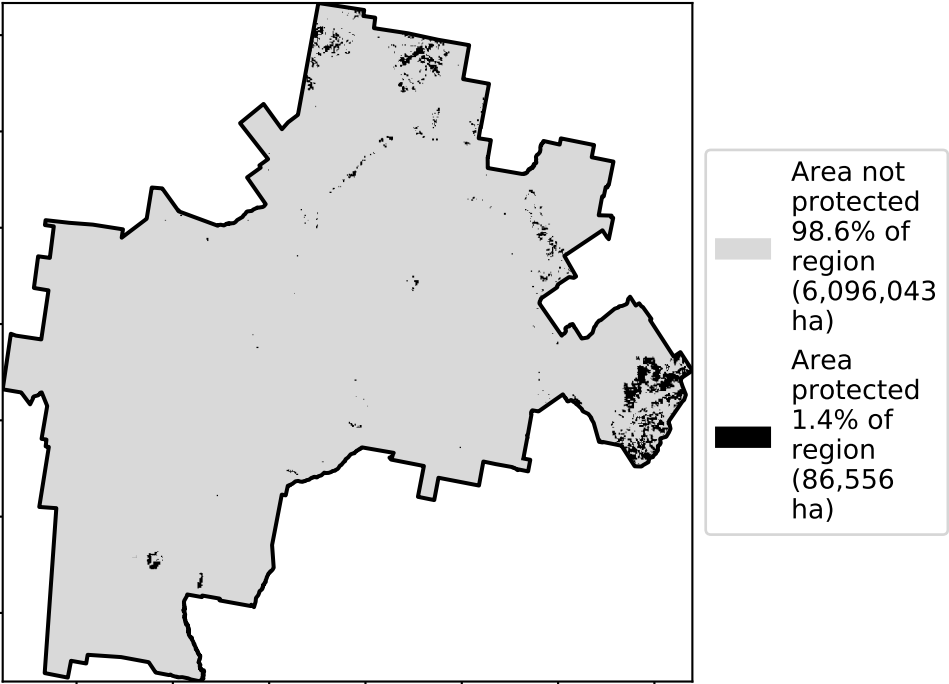 Area not
protected
98.6% of
region
(6,096,043
ha)
Area
protected
1.4% of
region
(86,556
ha)